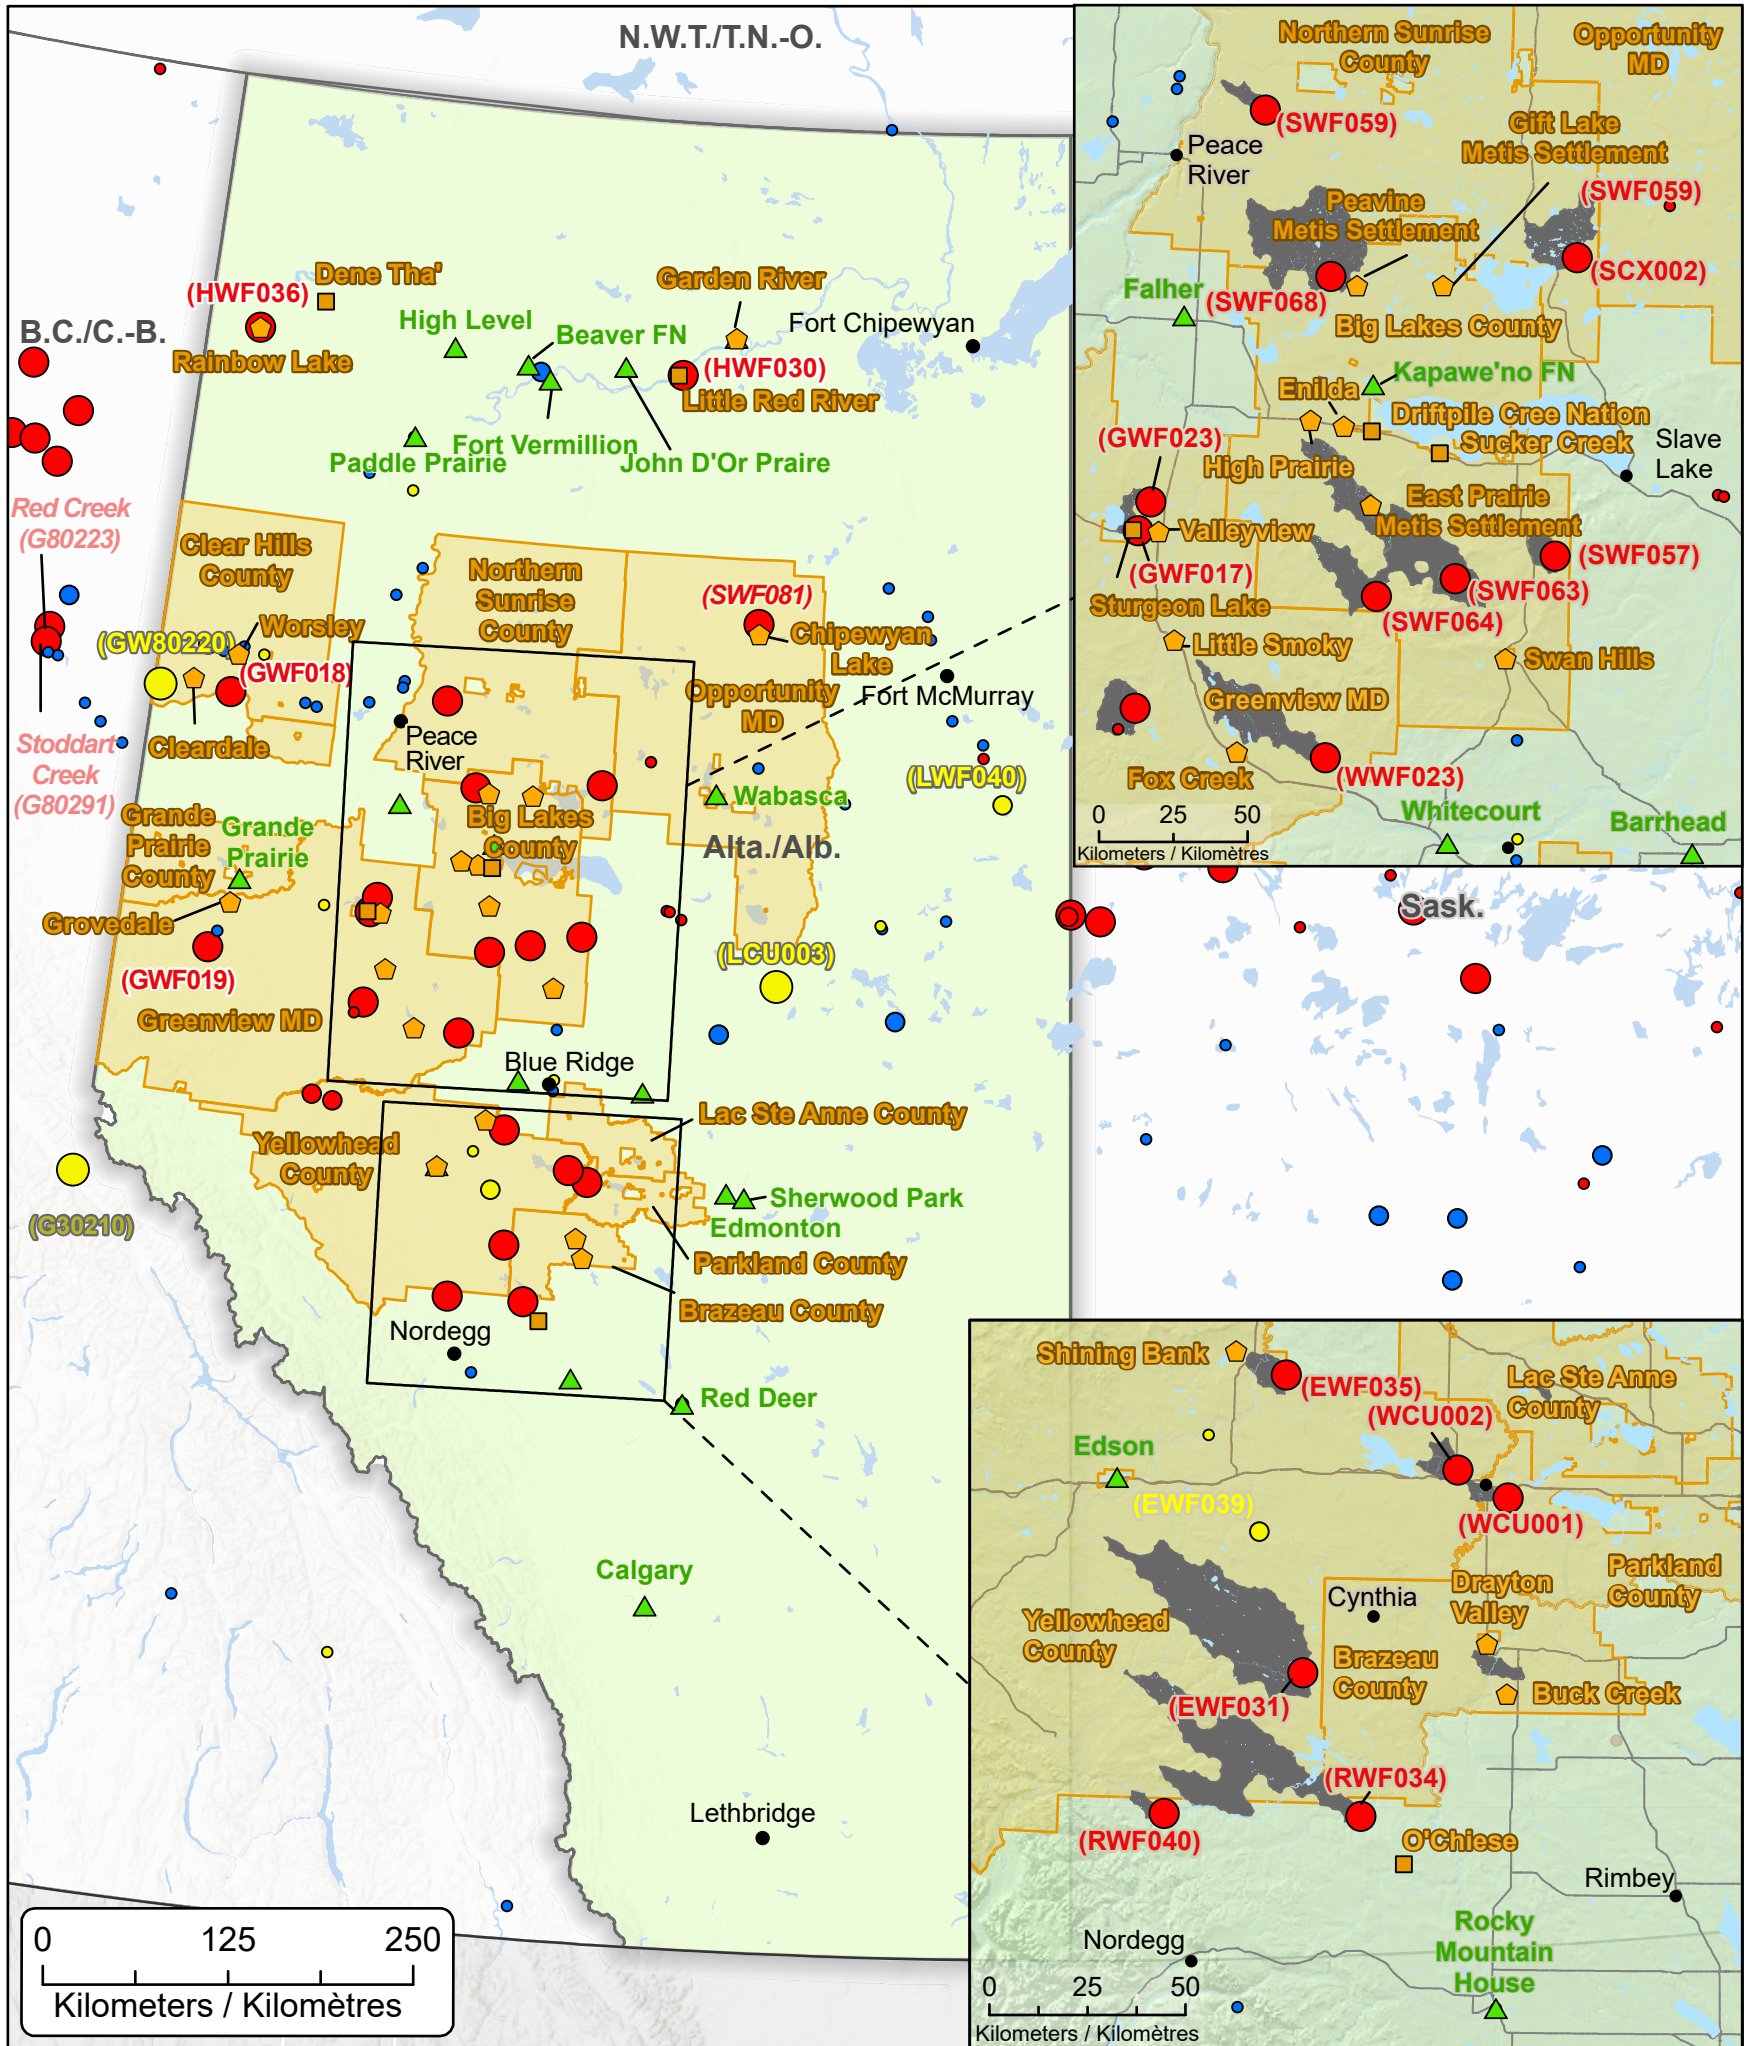 N.W.T./T.N.-O.
Dene Tha'
(HWF036)
Rainbow Lake
B.C./C.-B.
High Level
Beaver FN
Garden River
Fort Chipewyan
(HWF030)
Little Red River
Fort Vermillion
Paddle Prairie
John D'Or Praire
Red Creek
(G80223)
Clear Hills
County
Northern
Sunrise
County
(SWF081)
Worsley
(GW80220)
(GWF018)
Chipewyan
Lake
Opportunity
MD
Fort McMurray
Stoddart
Creek
(G80291)
Cleardale
Peace
River
(LWF040)
Wabasca
Grande
Prairie
County
Grande
Prairie
Big Lakes
County
Alta./Alb.
Grovedale
(GWF019)
(LCU003)
Greenview MD
Blue Ridge
Yellowhead
County
Lac Ste Anne County
(G30210)
Sherwood Park
Edmonton
Parkland County
Brazeau County
Nordegg
Red Deer
Calgary
Lethbridge
0 125 250
Kilometers / Kilomètres
Sask.
Northern Sunrise
County
Opportunity
MD
(SWF059)
Gift Lake
Metis Settlement
Peace
River
(SWF059)
Peavine
Metis Settlement
(SCX002)
Falher
(SWF068)
Big Lakes County
Kapawe'no FN
Enilda
Driftpile Cree Nation
Sucker Creek
Slave
Lake
(GWF023)
High Prairie
East Prairie
Metis Settlement
Valleyview
(SWF057)
(GWF017)
(SWF063)
Sturgeon Lake
(SWF064)
Little Smoky
Swan Hills
Greenview MD
Fox Creek
(WWF023)
0 25 50
Kilometers / Kilomètres
Whitecourt
Barrhead
Shining Bank
(EWF035)
Lac Ste Anne
County
(WCU002)
Edson
(EWF039)
(WCU001)
Parkland
County
Drayton
Valley
Cynthia
Yellowhead
County
Brazeau
County
Buck Creek
(EWF031)
(RWF034)
(RWF040)
O'Chiese
Rimbey
Rocky
Mountain
House
Nordegg
0 25 50
Kilometers / Kilomètres